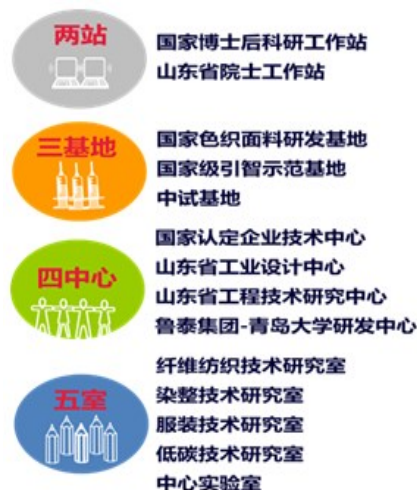 两站
国家博士后科研工作站
山东省院士工作站
三基地
国家色织面料研发基地
国家级引智示范基地
中试基地
四中心
国家认定企业技术中心
山东省工业设计中心
山东省工程技术研究中心
鲁泰集团-青岛大学研发中心
五室
纤维纺织技术研究室
染整技术研究室
服装技术研究室
低碳技术研究室
中心实验室